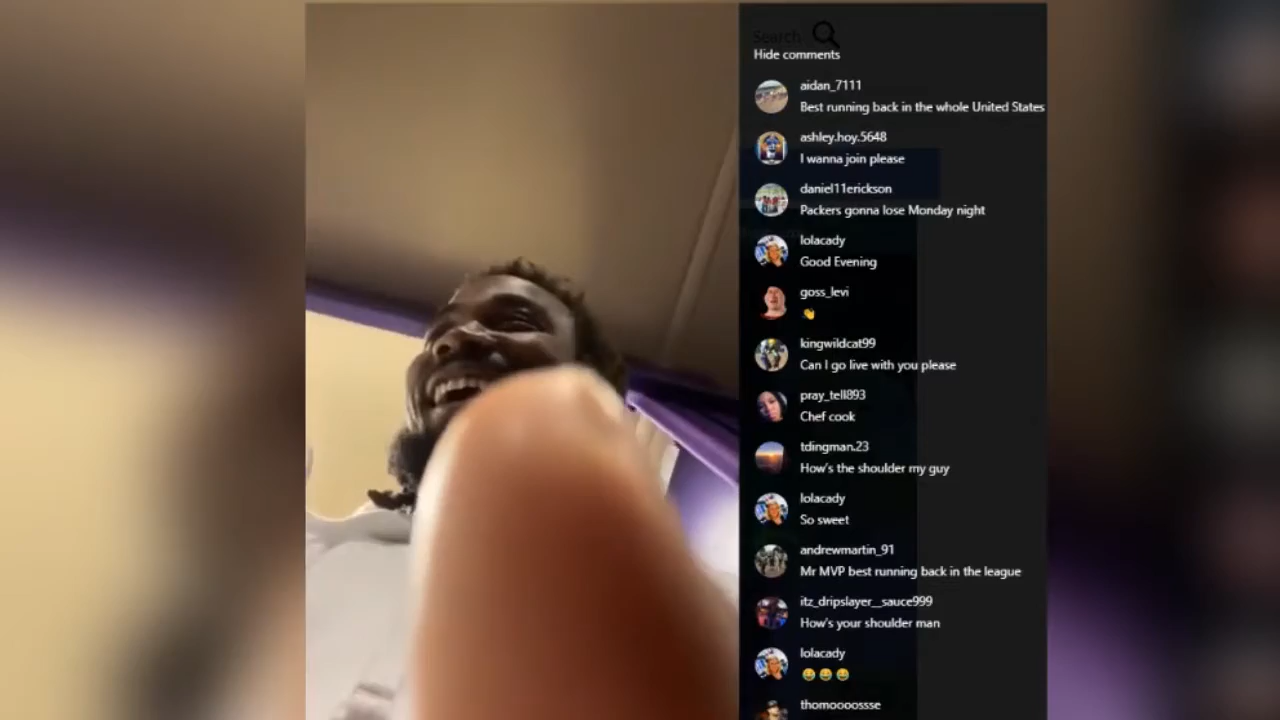 Search
Hide comments
aidan_7111
Best running back in the whole United States
ashley.hoy.5648
I wanna join please
daniel11erickson
Packers gonna lose Monday night
lolacady
Good Evening
goss_levi
👏
kingwildcat99
Can I go live with you please
pray_tell893
Chef cook
tdingman.23
How's the shoulder my guy
lolacady
So sweet
andrewmartin_91
Mr MVP best running back in the league
itz_dripslayer__sauce999
How's your shoulder man
lolacady
😂😂😂
thomoooossse